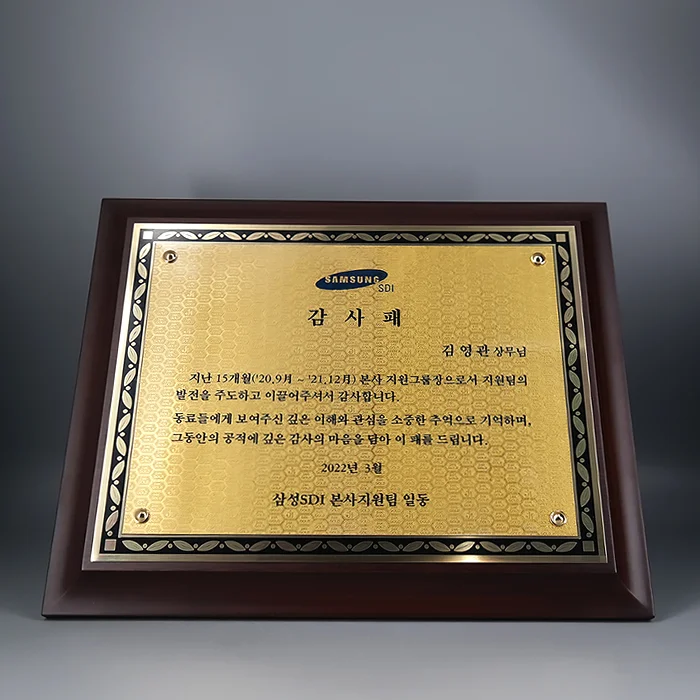 SAMSUNG
SDI
감 사 패
김 영 관 상무님
지난 15개월('20.9月 ~ '21.12月) 본사 지원그룹장으로서 지원팀의
발전을 주도하고 이끌어주셔서 감사합니다.
동료들에게 보여주신 깊은 이해와 관심을 소중한 추억으로 기억하며,
그동안의 공적에 깊은 감사의 마음을 담아 이 패를 드립니다.
2022년 3월
삼성SDI 본사지원팀 일동